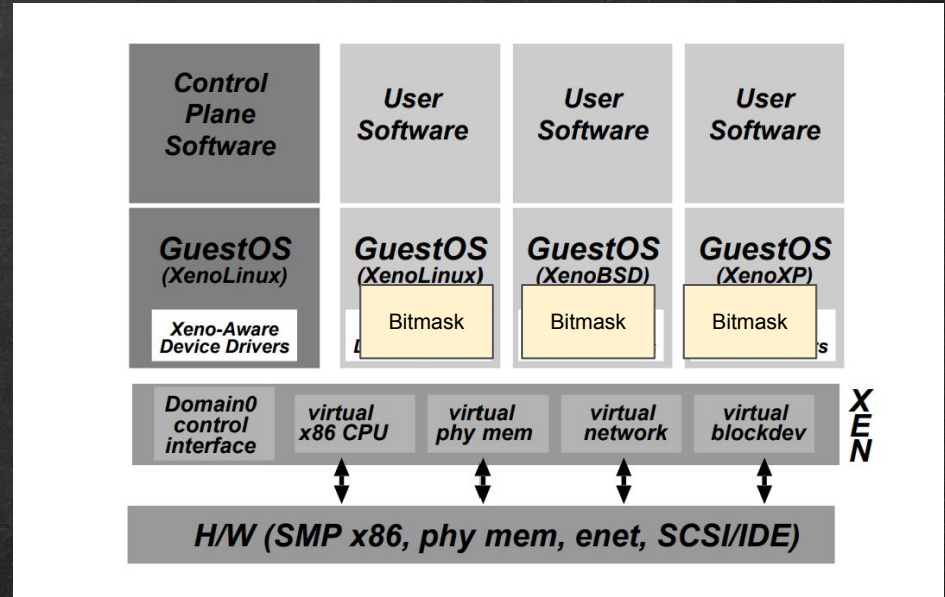 Control
Plane
Software
User
Software
User
Software
User
Software
GuestOS
(XenoLinux)
Xeno-Aware
Device Drivers
GuestOS
(XenoLinux)
Bitmask
GuestOS
(XenoBSD)
Bitmask
GuestOS
(XenoXP)
Bitmask
Domain0
control
interface
virtual
x86 CPU
virtual
phy mem
virtual
network
virtual
blockdev
XEN
H/W (SMP x86, phy mem, enet, SCSI/IDE)